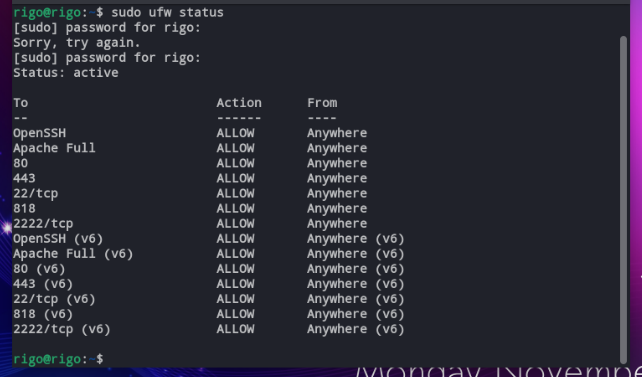 rigo@rigo:~$ sudo ufw status
[sudo] password for rigo:
Sorry, try again.
[sudo] password for rigo:
Status: active
To Action From
-- ------ ----
OpenSSH ALLOW Anywhere
Apache Full ALLOW Anywhere
80 ALLOW Anywhere
443 ALLOW Anywhere
22/tcp ALLOW Anywhere
818 ALLOW Anywhere
2222/tcp ALLOW Anywhere
OpenSSH (v6) ALLOW Anywhere (v6)
Apache Full (v6) ALLOW Anywhere (v6)
80 (v6) ALLOW Anywhere (v6)
443 (v6) ALLOW Anywhere (v6)
22/tcp (v6) ALLOW Anywhere (v6)
818 (v6) ALLOW Anywhere (v6)
2222/tcp (v6) ALLOW Anywhere (v6)
rigo@rigo:~$
Monday